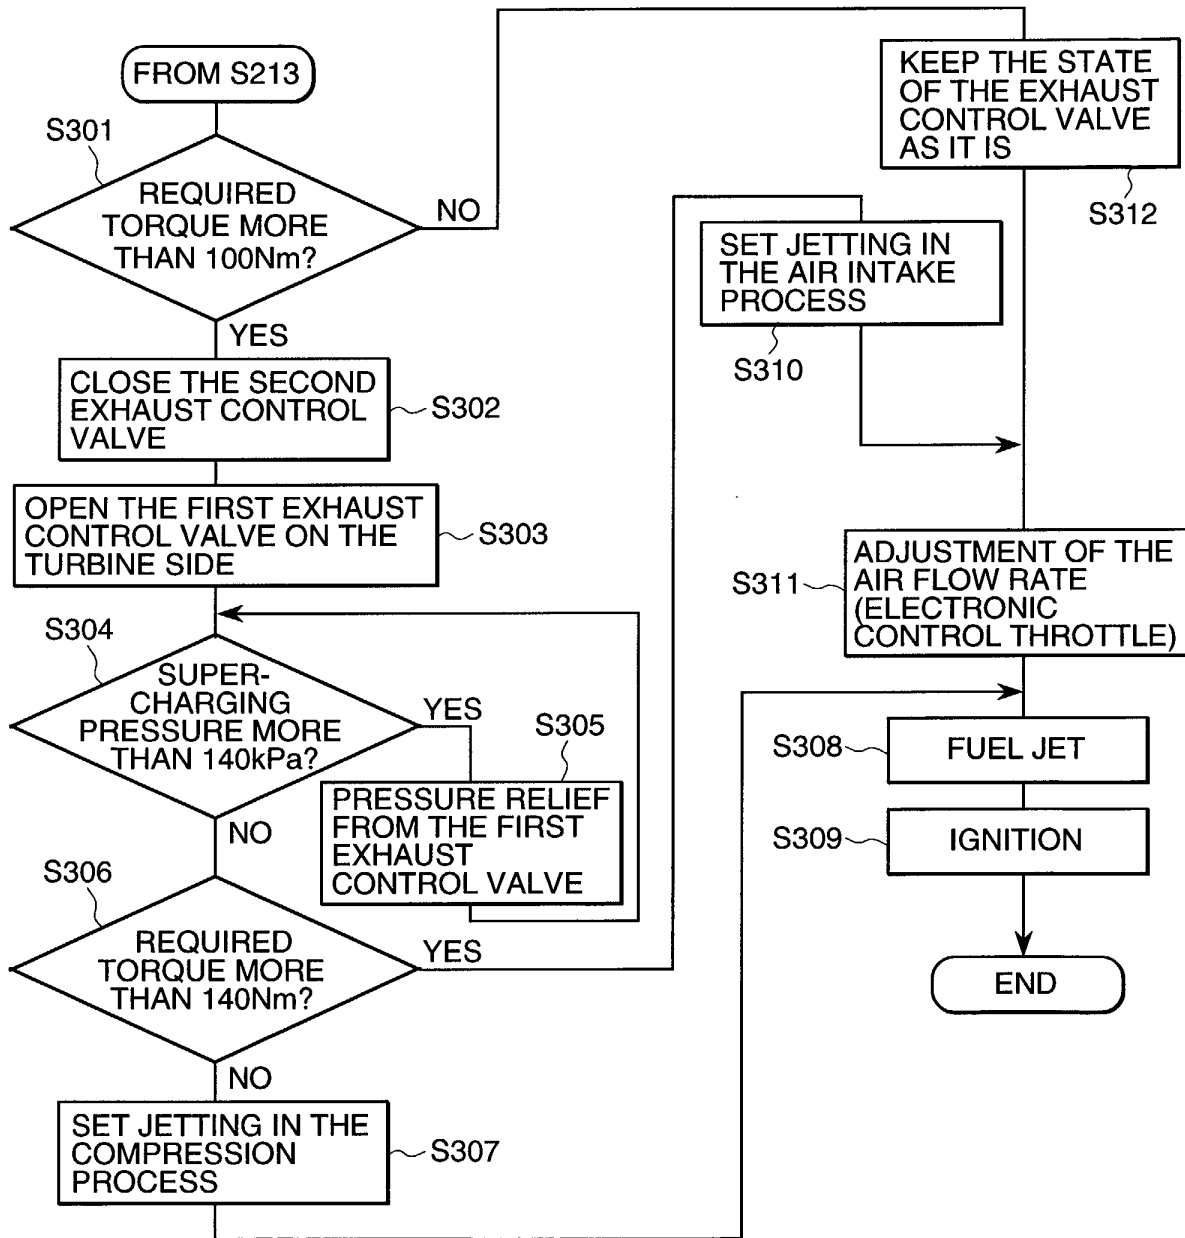 FROM S213
S301
REQUIRED
TORQUE MORE
THAN 100Nm?
NO
YES
CLOSE THE SECOND
EXHAUST CONTROL
VALVE
S302
OPEN THE FIRST EXHAUST
CONTROL VALVE ON THE
TURBINE SIDE
S303
S304
SUPER-
CHARGING
PRESSURE MORE
THAN 140kPa?
YES
NO
S305
PRESSURE RELIEF
FROM THE FIRST
EXHAUST
CONTROL VALVE
S306
REQUIRED
TORQUE MORE
THAN 140Nm?
YES
NO
SET JETTING IN THE
COMPRESSION
PROCESS
S307
SET JETTING IN
THE AIR INTAKE
PROCESS
S310
KEEP THE STATE
OF THE EXHAUST
CONTROL VALVE
AS IT IS
S312
S311
ADJUSTMENT OF THE
AIR FLOW RATE
(ELECTRONIC
CONTROL THROTTLE)
S308
FUEL JET
S309
IGNITION
END